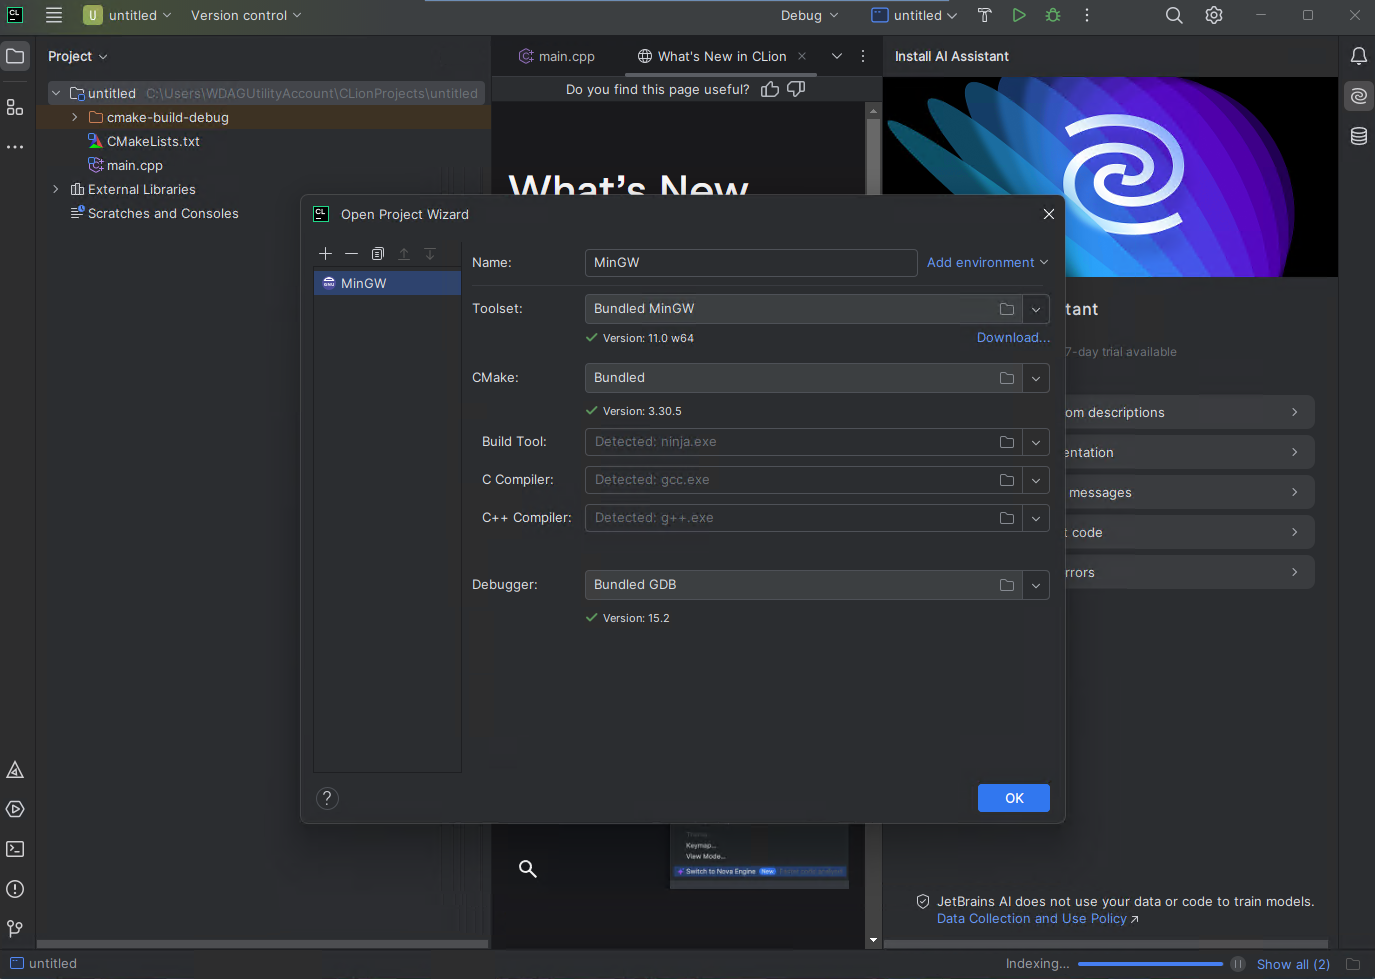 CL
U untitled
Version control
Debug
untitled
Project
main.cpp
What's New in CLion
Install AI Assistant
Do you find this page useful?
untitled C:\Users\WDAGUtilityAccount\CLionProjects\untitled
cmake-build-debug
CMakeLists.txt
main.cpp
External Libraries
Scratches and Consoles
What's New
CL Open Project Wizard
MinGW
Name: MinGW Add environment
Toolset: Bundled MinGW
Version: 11.0 w64 Download...
CMake: Bundled
Version: 3.30.5
Build Tool: Detected: ninja.exe
C Compiler: Detected: gcc.exe
C++ Compiler: Detected: g++.exe
Debugger: Bundled GDB
Version: 15.2
? OK
tant
7-day trial available
om descriptions
entation
messages
t code
rrors
Theme...
Keymap...
View Mode...
Switch to Nova Engine New
JetBrains AI does not use your data or code to train models.
Data Collection and Use Policy ↗
untitled
Indexing...
Show all (2)